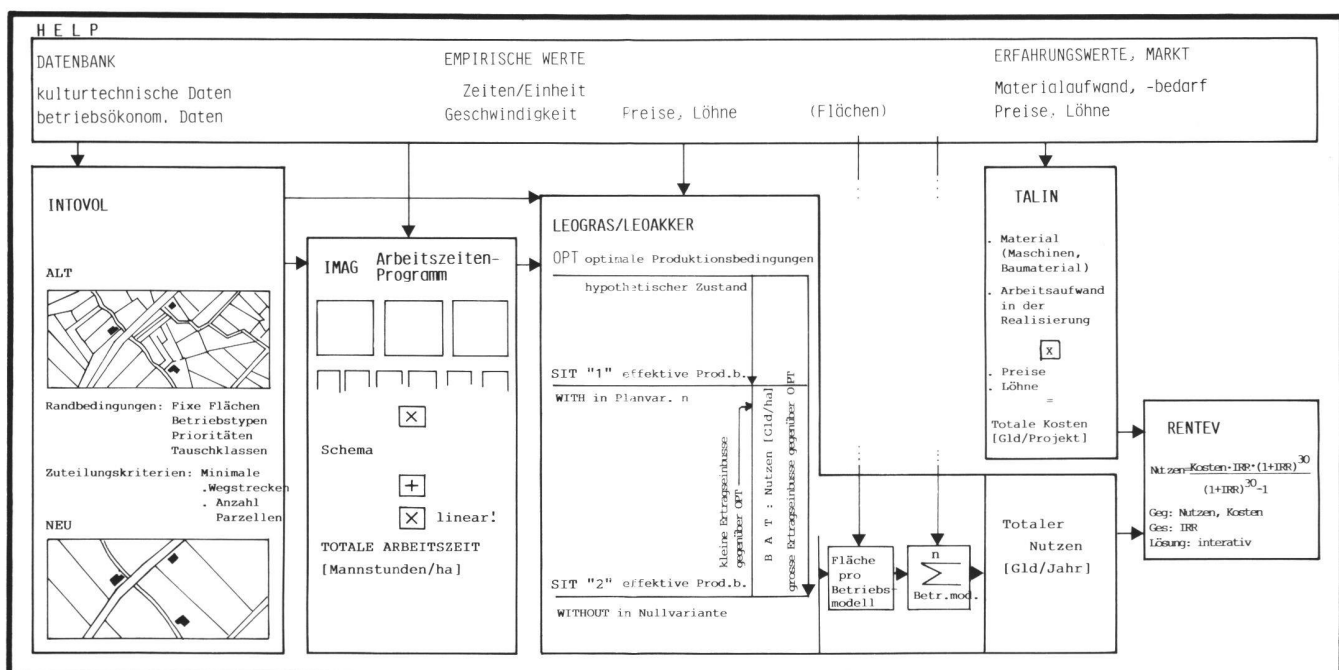 HELP
DATENBANK
kulturtechnische Daten
betriebsökonom. Daten
EMPIRISCHE WERTE
Zeiten/Einheit
Geschwindigkeit
Preise, Löhne
(Flächen)
ERFAHRUNGSWERTE, MARKT
Materialaufwand, -bedarf
Preise, Löhne
INTOVOL
ALT
Randbedingungen: Fixe Flächen
Betriebstypen
Prioritäten
Tauschklassen
Zuteilungskriterien: Minimale
.Wegstrecken
. Anzahl
Parzellen
NEU
IMAG Arbeitszeiten-
Programm
×
Schema
+
× linear!
TOTALE ARBEITSZEIT
[Mannstunden/ha]
LEOGRAS/LEOAKKER
OPT optimale Produktionsbedingungen
hypothetischer Zustand
SIT "1" effektive Prod.b.
WITH in Planvar. n
kleine Ertragseinbusse
gegenüber OPT
B A T : Nutzen [Gld/ha]
grosse Ertragseinbusse gegenüber OPT
SIT "2" effektive Prod.b.
WITHOUT in Nullvariante
Fläche
pro
Betriebs-
modell
n
∑
Betr.mod.
Totaler
Nutzen
[Gld/Jahr]
TALIN
. Material
(Maschinen,
Baumaterial)
. Arbeitsaufwand
in der
Realisierung
x
. Preise
. Löhne
=
Totale Kosten
[Gld/Projekt]
RENTEV
Nutzen=Kosten·IRR·(1+IRR)30
(1+IRR)30-1
Geg: Nutzen, Kosten
Ges: IRR
Lösung: interativ